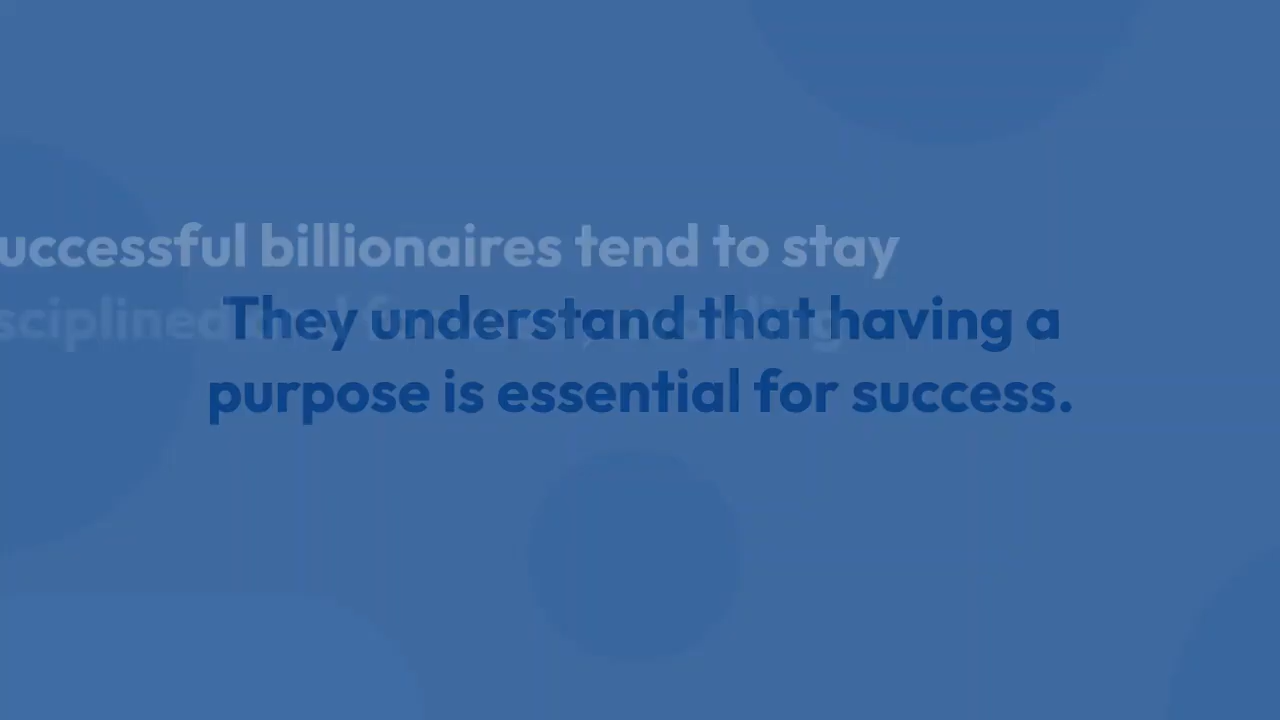 uccessful billionaires tend to stay
sciplined
They understand that having a
purpose is essential for success.